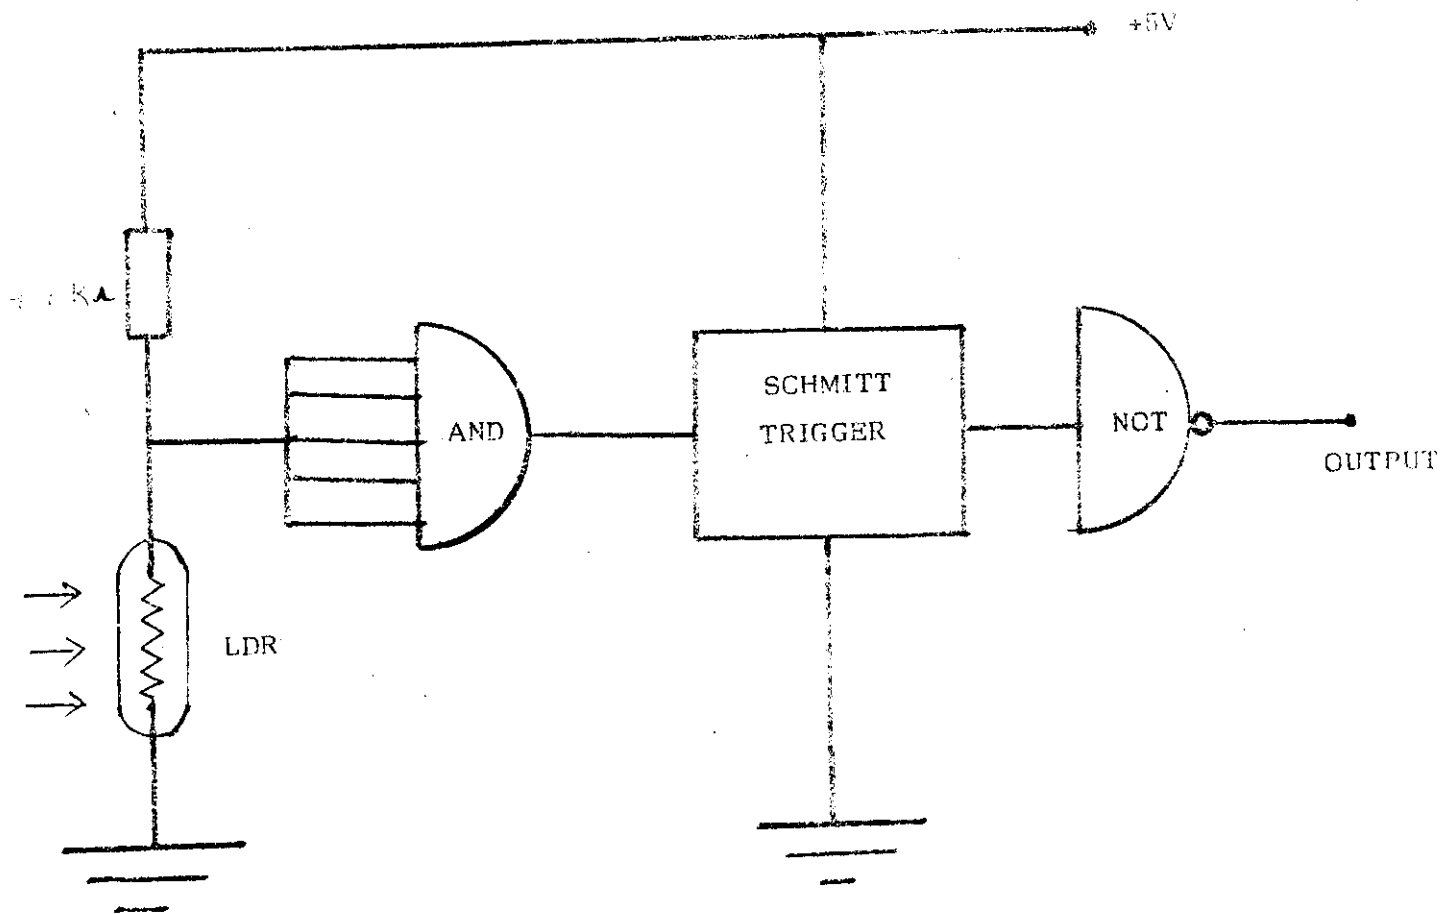 +5V
KΩ
AND
SCHMITT
TRIGGER
NOT
OUTPUT
LDR